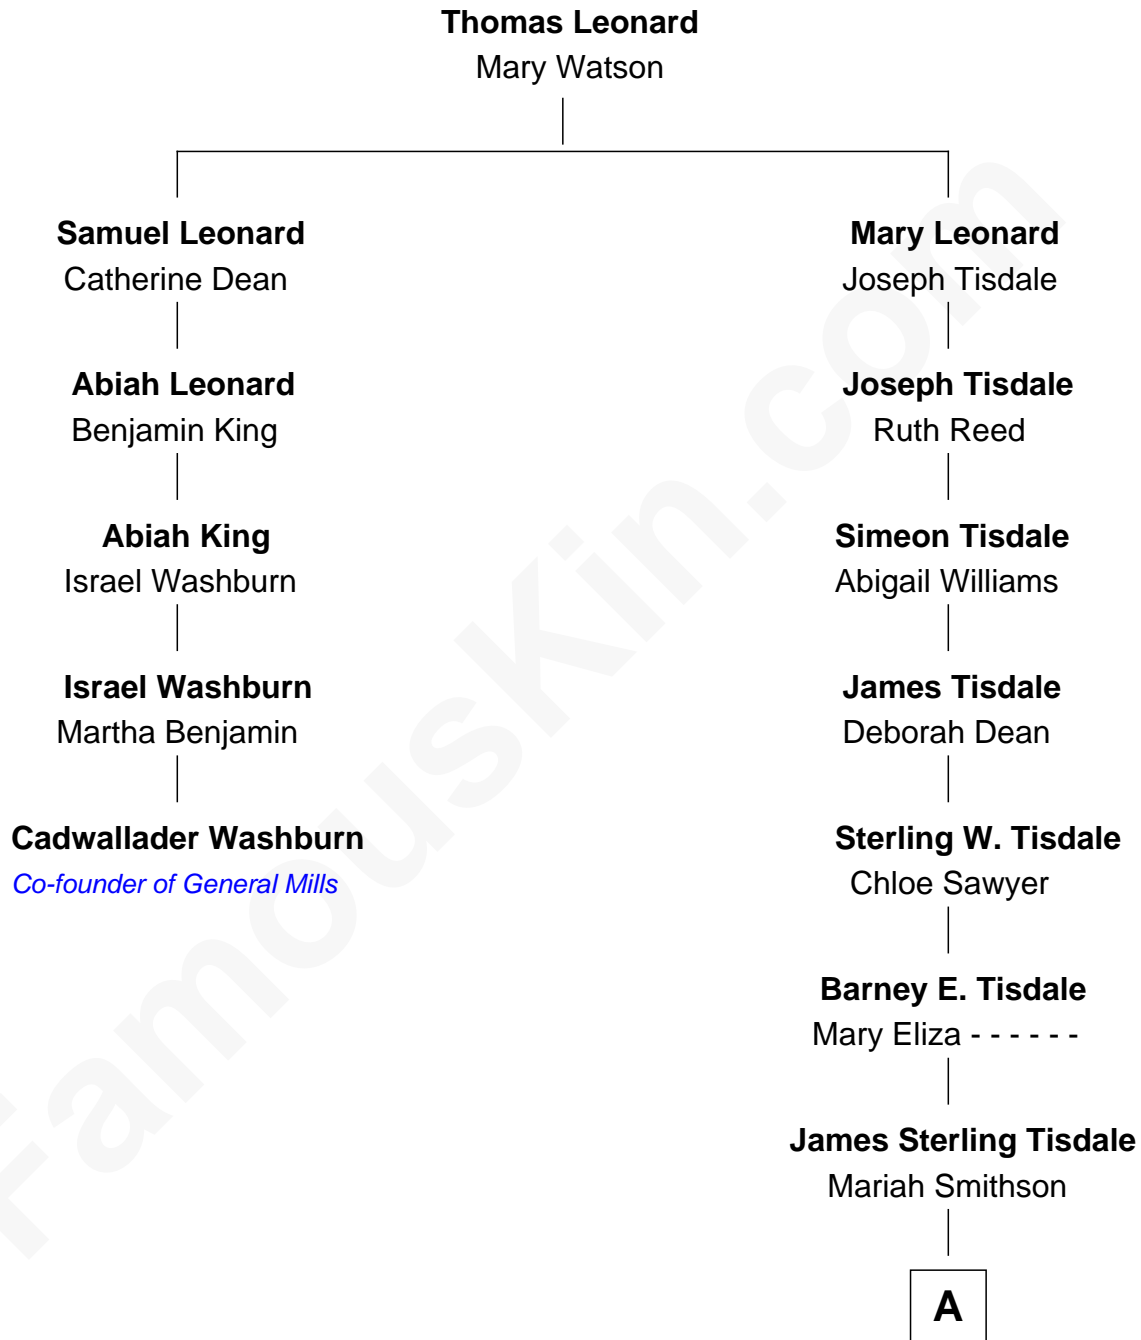 Thomas Leonard
Mary Watson
Samuel Leonard
Catherine Dean
Mary Leonard
Joseph Tisdale
Abiah Leonard
Benjamin King
Joseph Tisdale
Ruth Reed
Abiah King
Israel Washburn
Simeon Tisdale
Abigail Williams
Israel Washburn
Martha Benjamin
James Tisdale
Deborah Dean
Cadwallader Washburn
Co-founder of General Mills
Sterling W. Tisdale
Chloe Sawyer
Barney E. Tisdale
Mary Eliza - - - - - -
James Sterling Tisdale
Mariah Smithson
A
FamousKin.com